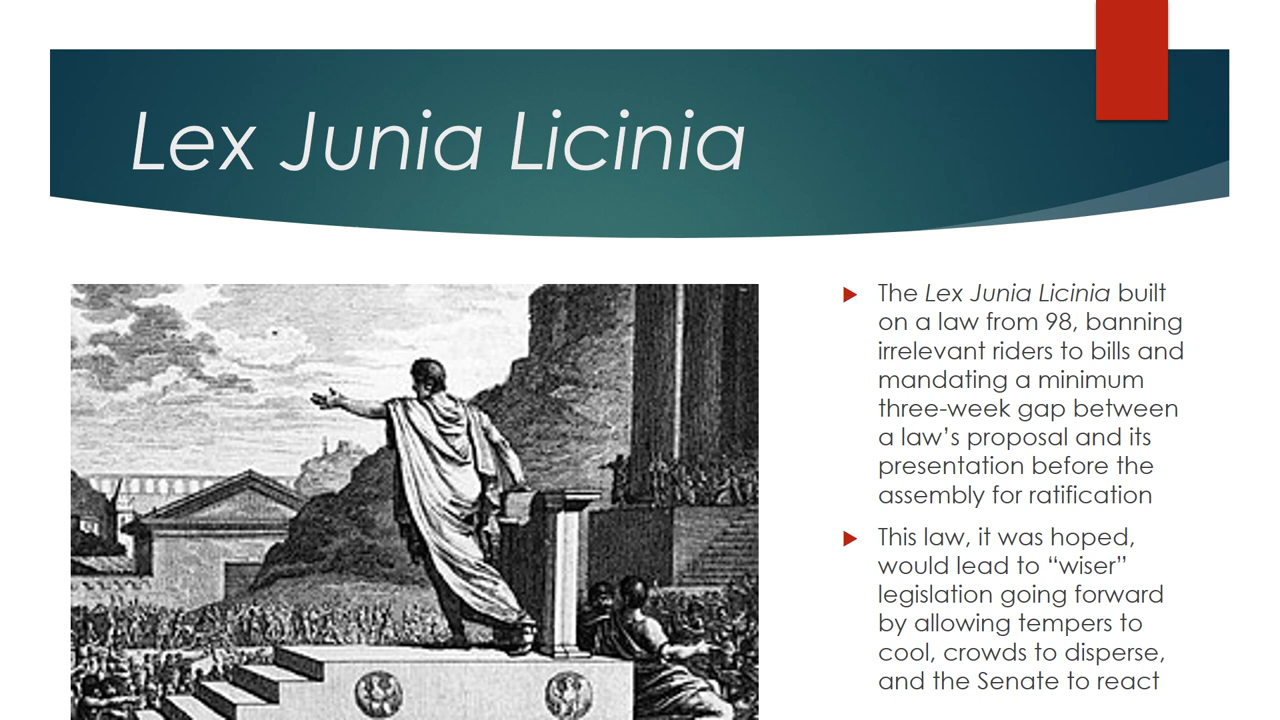 Lex Junia Licinia
The Lex Junia Licinia built
on a law from 98, banning
irrelevant riders to bills and
mandating a minimum
three-week gap between
a law’s proposal and its
presentation before the
assembly for ratification
This law, it was hoped,
would lead to “wiser”
legislation going forward
by allowing tempers to
cool, crowds to disperse,
and the Senate to react